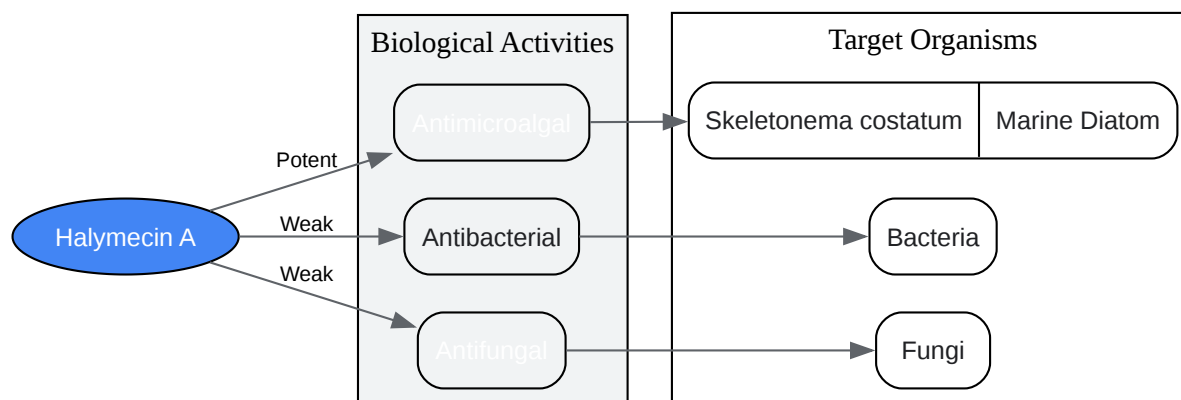 Biological Activities
Target Organisms
Antimicroalgal
Skeletonema costatum
Marine Diatom
Potent
Halymecin A
Weak
Antibacterial
Bacteria
Weak
Antifungal
Fungi